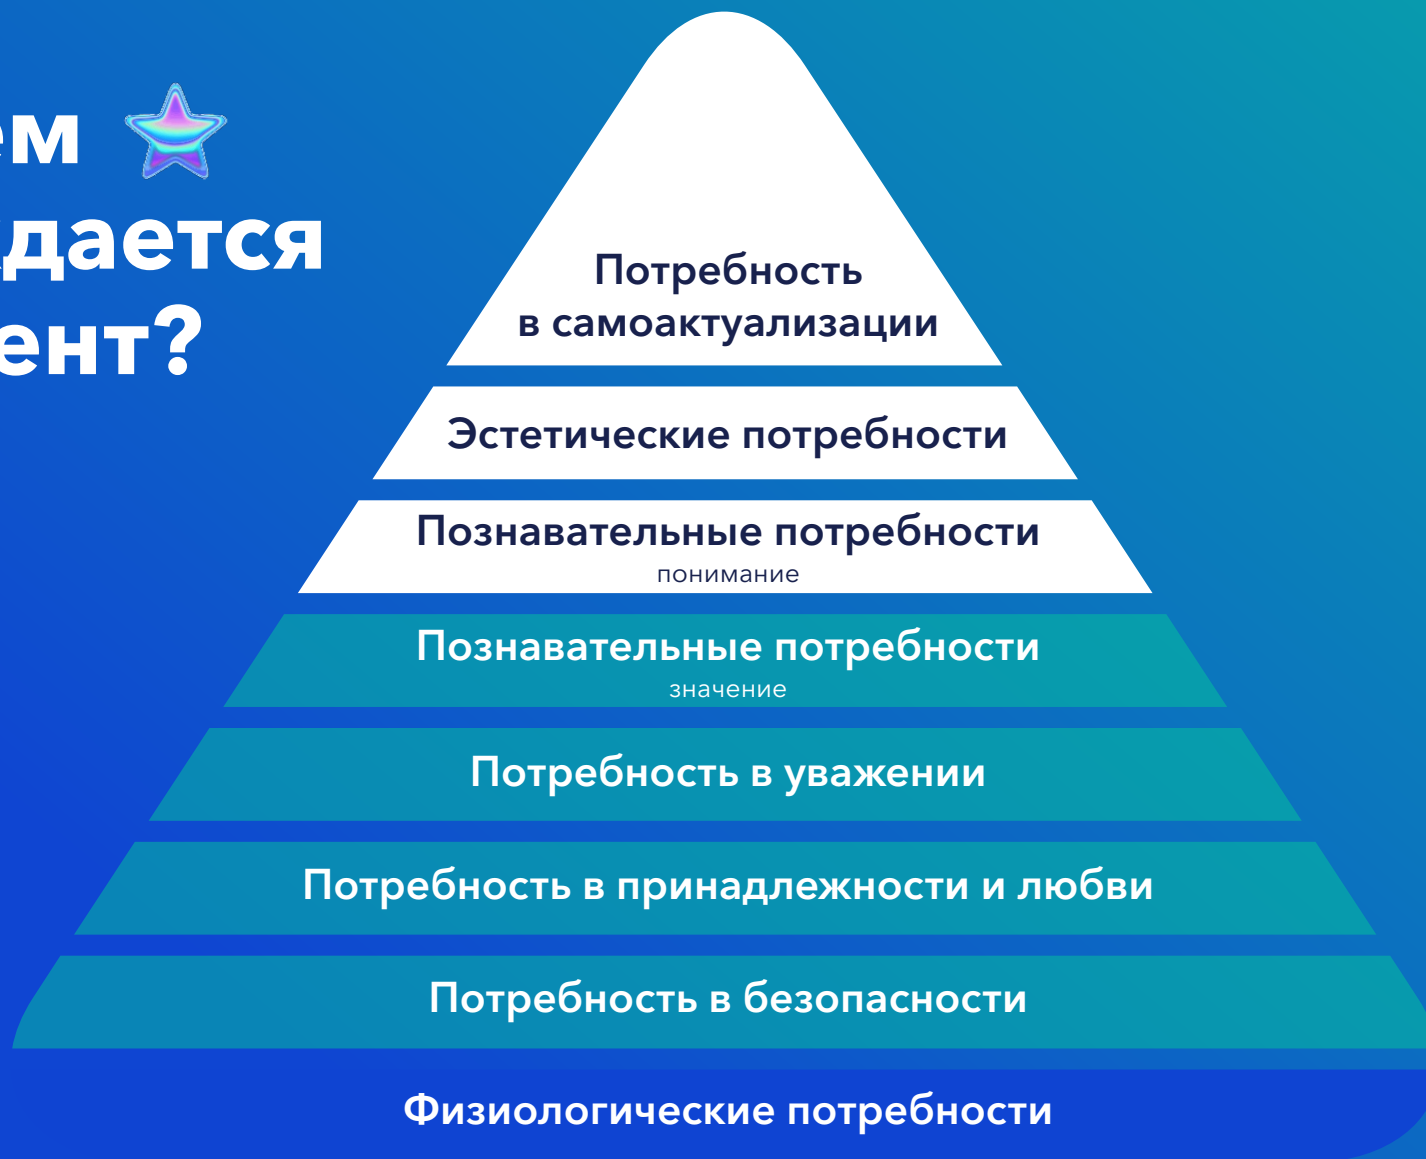 ем
дается
ент?
Потребность
в самоактуализации
Эстетические потребности
Познавательные потребности
понимание
Познавательные потребности
значение
Потребность в уважении
Потребность в принадлежности и любви
Потребность в безопасности
Физиологические потребности